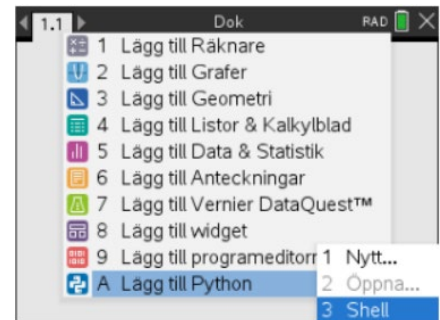 1.1 Dok RAD
1 Lägg till Räknare
2 Lägg till Grafer
3 Lägg till Geometri
4 Lägg till Listor & Kalkylblad
5 Lägg till Data & Statistik
6 Lägg till Anteckningar
7 Lägg till Vernier DataQuest™
8 Lägg till widget
9 Lägg till programeditorr
A Lägg till Python
1 Nytt...
2 Öppna...
3 Shell